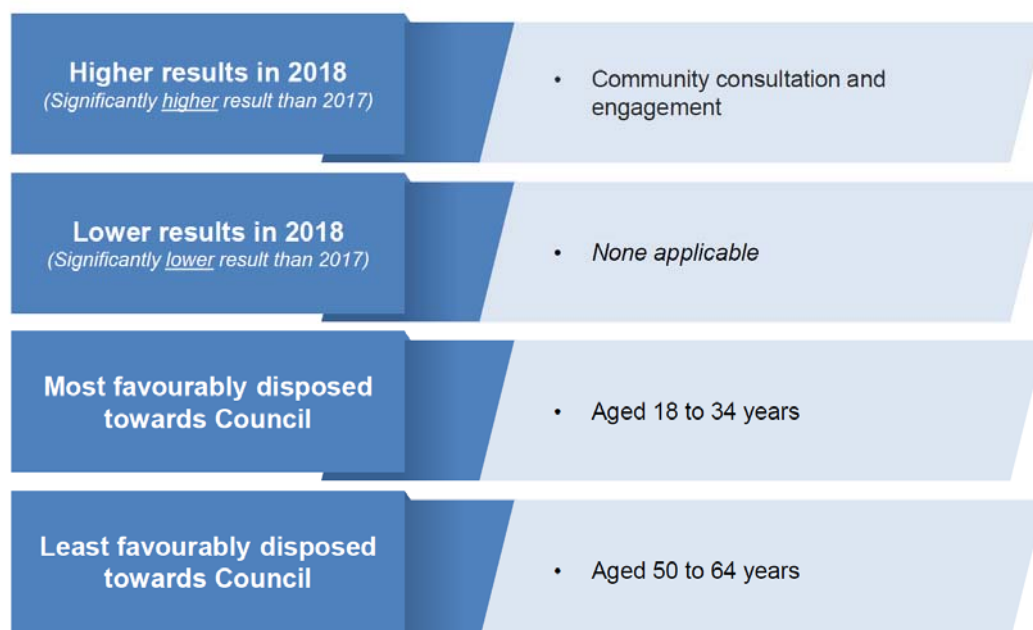 Higher results in 2018
(Significantly higher result than 2017)
• Community consultation and
engagement
Lower results in 2018
(Significantly lower result than 2017)
• None applicable
Most favourably disposed
towards Council
• Aged 18 to 34 years
Least favourably disposed
towards Council
• Aged 50 to 64 years